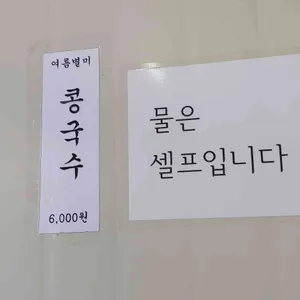 여름별미
콩국수
6,000원
물은
셀프입니다